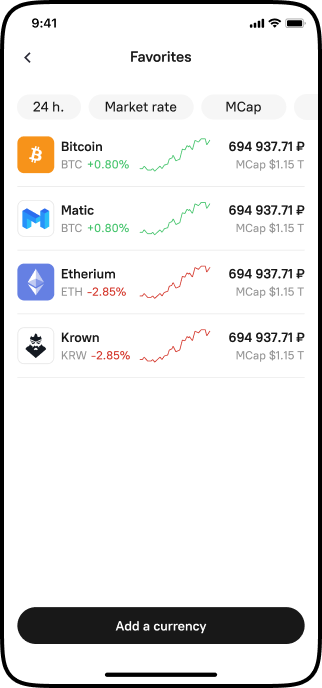 9:41
Favorites
24 h. Market rate MCap
Bitcoin 694 937.71 ₽
BTC +0.80% MCap $1.15 T
Matic 694 937.71 ₽
BTC +0.80% MCap $1.15 T
Etherium 694 937.71 ₽
ETH -2.85% MCap $1.15 T
Krown 694 937.71 ₽
KRW -2.85% MCap $1.15 T
Add a currency